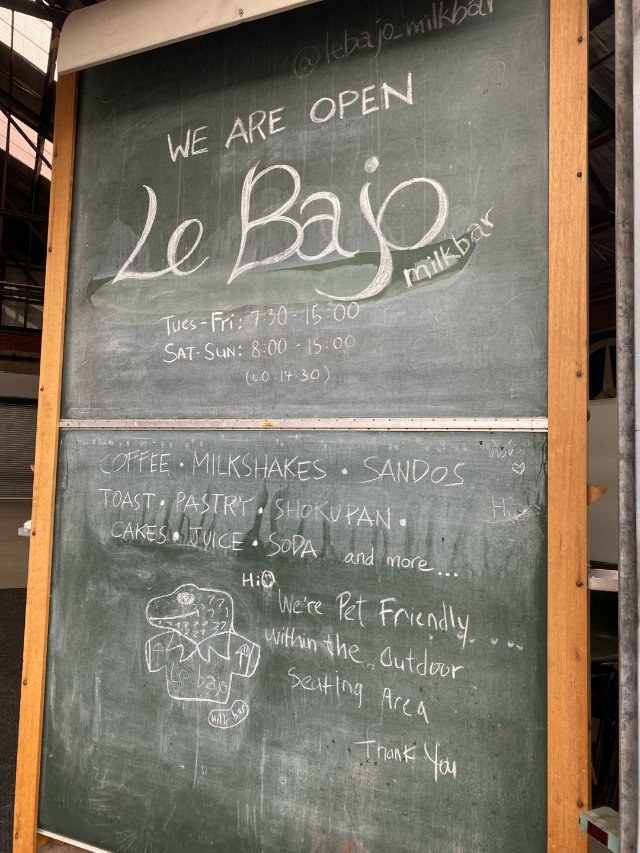 @lebajo_milkbar
WE ARE OPEN
Le Bajo
milkbar
Tues-Fri: 7:30 - 15:00
SAT-SUN: 8:00 - 15:00
(L.O:14:30)
COFFEE • MILKSHAKES • SANDOS
TOAST • PASTRY • SHOKUPAN •
CAKES • JUICE • SODA and more...
Hi
Hi
We're Pet Friendly....
within the outdoor
Seating Area
Thank You
Le bajo
milk bar